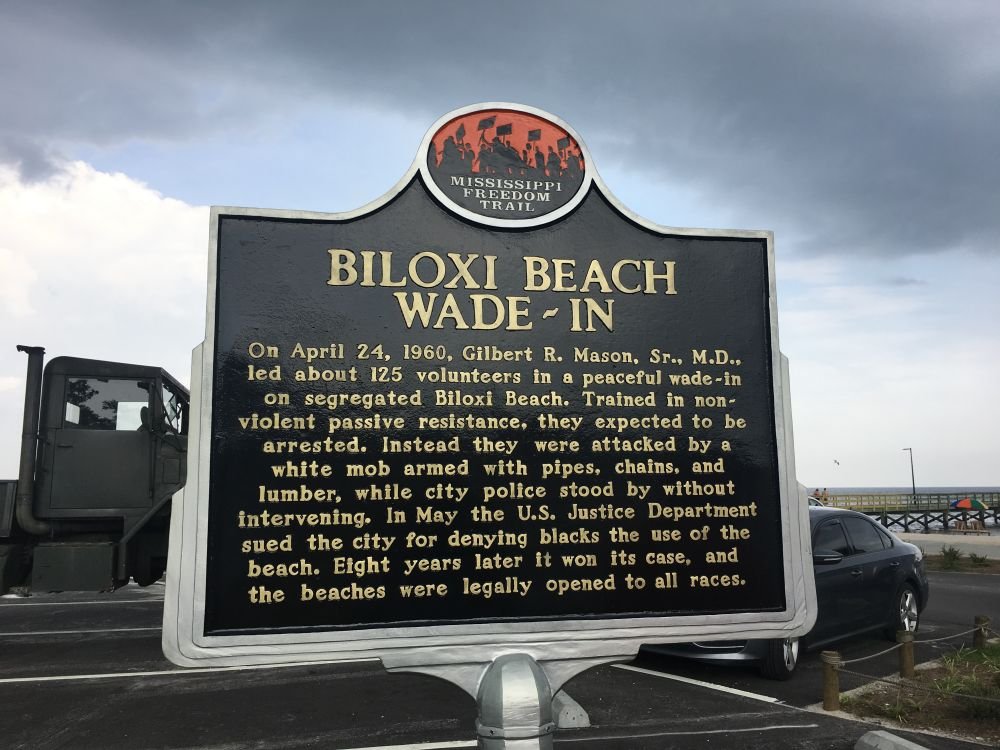 MISSISSIPPI
FREEDOM
TRAIL
BILOXI BEACH
WADE-IN
On April 24, 1960, Gilbert R. Mason, Sr., M.D.,
led about 125 volunteers in a peaceful wade-in
on segregated Biloxi Beach. Trained in non-
violent passive resistance, they expected to be
arrested. Instead they were attacked by a
white mob armed with pipes, chains, and
lumber, while city police stood by without
intervening. In May the U.S. Justice Department
sued the city for denying blacks the use of the
beach. Eight years later it won its case, and
the beaches were legally opened to all races.